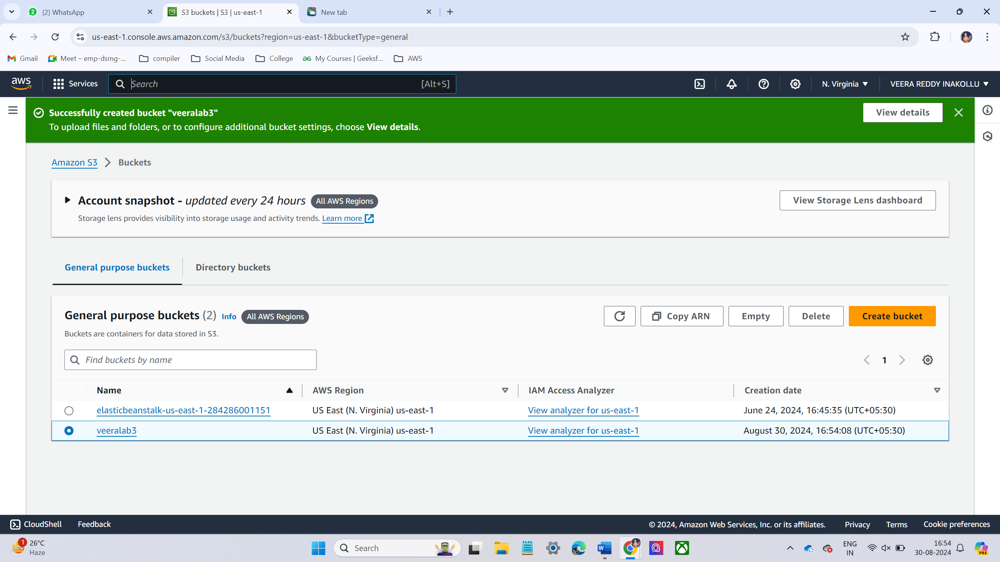 (2) WhatsApp
S3 buckets | S3 | us-east-1
New tab
us-east-1.console.aws.amazon.com/s3/buckets?region=us-east-1&bucketType=general
Gmail
Meet – emp-dsmg-...
compiler
Social Media
College
My Courses | Geeksf...
AWS
aws
Services
Search
[Alt+S]
N. Virginia
VEERA REDDY INAKOLLU
Successfully created bucket "veeralab3"
To upload files and folders, or to configure additional bucket settings, choose View details.
View details
Amazon S3
Buckets
Account snapshot - updated every 24 hours
All AWS Regions
View Storage Lens dashboard
Storage lens provides visibility into storage usage and activity trends. Learn more
General purpose buckets
Directory buckets
General purpose buckets (2)
Info
All AWS Regions
Copy ARN
Empty
Delete
Create bucket
Buckets are containers for data stored in S3.
Find buckets by name
1
Name
AWS Region
IAM Access Analyzer
Creation date
elasticbeanstalk-us-east-1-284286001151
US East (N. Virginia) us-east-1
View analyzer for us-east-1
June 24, 2024, 16:45:35 (UTC+05:30)
veeralab3
US East (N. Virginia) us-east-1
View analyzer for us-east-1
August 30, 2024, 16:54:08 (UTC+05:30)
CloudShell
Feedback
© 2024, Amazon Web Services, Inc. or its affiliates.
Privacy
Terms
Cookie preferences
1
26°C
Haze
Search
ENG
IN
16:54
30-08-2024
PRE